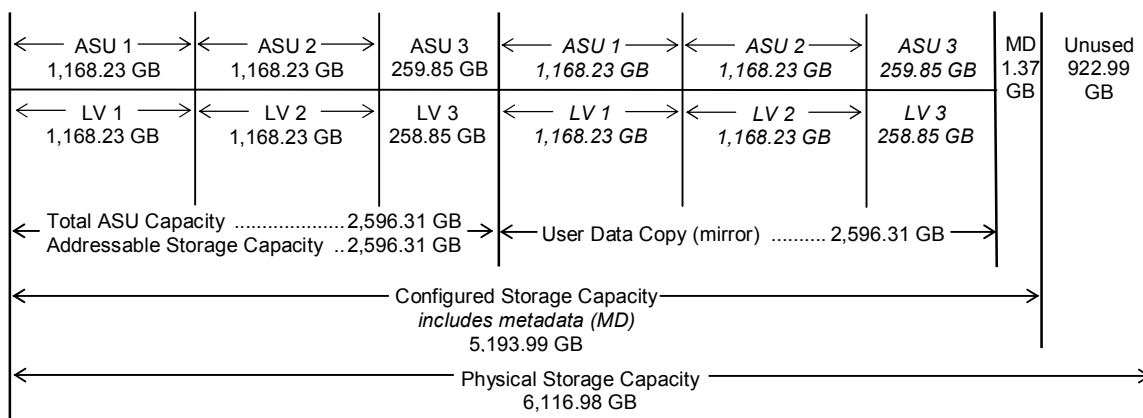 ASU 1 ASU 2 ASU 3 ASU 1 ASU 2 ASU 3 MD Unused
1,168.23 GB 1,168.23 GB 259.85 GB 1,168.23 GB 1,168.23 GB 259.85 GB 1.37 922.99
GB GB
LV 1 LV 2 LV 3 LV 1 LV 2 LV 3
1,168.23 GB 1,168.23 GB 258.85 GB 1,168.23 GB 1,168.23 GB 258.85 GB
Total ASU Capacity ..................... 2,596.31 GB
Addressable Storage Capacity ..2,596.31 GB
User Data Copy (mirror) .......... 2,596.31 GB
Configured Storage Capacity
includes metadata (MD)
5,193.99 GB
Physical Storage Capacity
6,116.98 GB